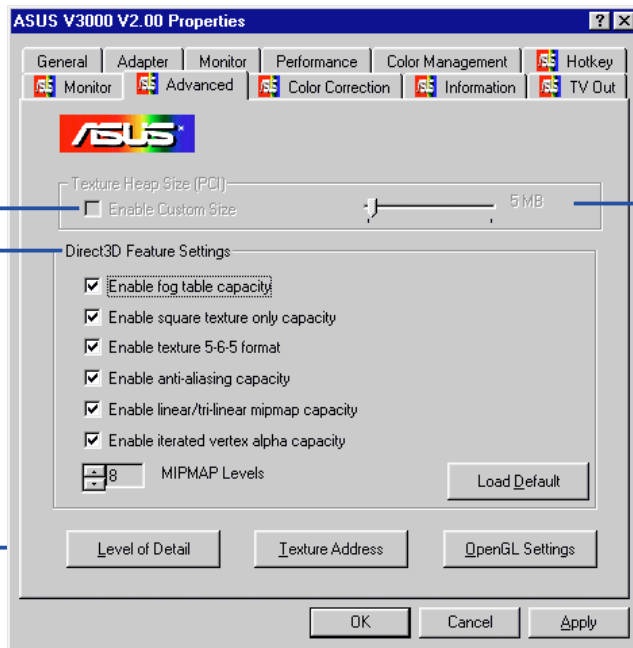 ASUS V3000 V2.00 Properties
General Adapter Monitor Performance Color Management Hotkey
Monitor Advanced Color Correction Information TV Out
ASUS
Texture Heap Size (PCI)
Enable Custom Size 5 MB
Direct3D Feature Settings
Enable fog table capacity
Enable square texture only capacity
Enable texture 5-6-5 format
Enable anti-aliasing capacity
Enable linear/tri-linear mipmap capacity
Enable iterated vertex alpha capacity
8 MIPMAP Levels Load Default
Level of Detail Texture Address OpenGL Settings
OK Cancel Apply